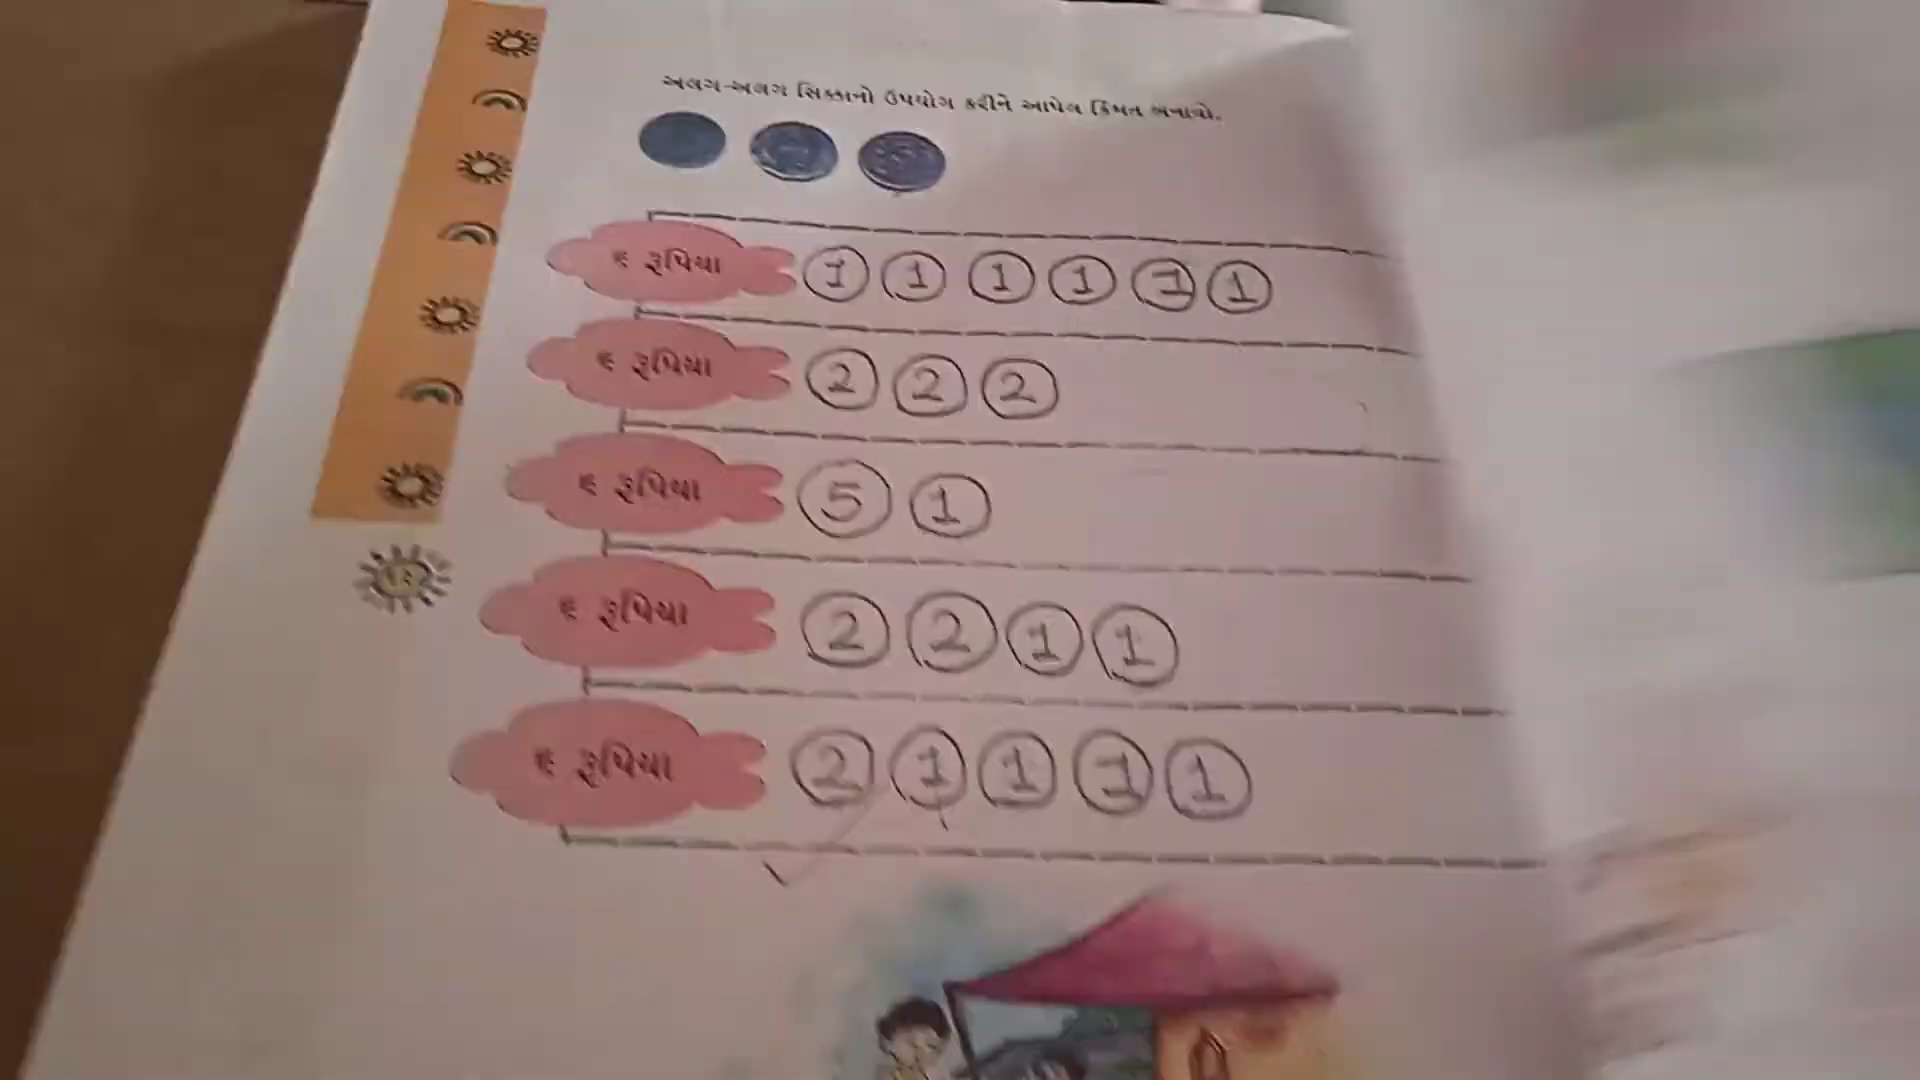 અલગ-અલગ સિક્કાનો ઉપયોગ કરીને આપેલ કિંમત બનાવો.
૬ રૂપિયા 1 1 1 1 1 1
૬ રૂપિયા 2 2 2
૬ રૂપિયા 5 1
૬ રૂપિયા 2 2 1 1
૬ રૂપિયા 2 1 1 1 1